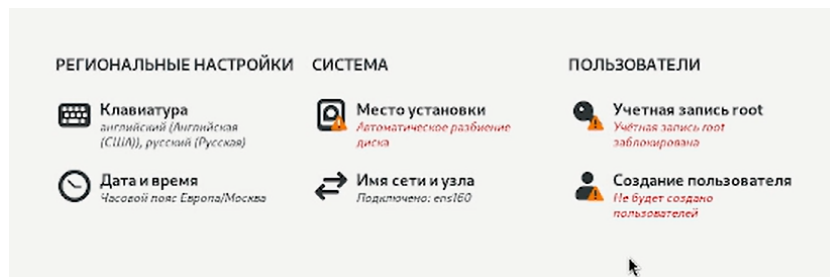 РЕГИОНАЛЬНЫЕ НАСТРОЙКИ
Клавиатура
английский (Английская
(США)), русский (Русская)
Дата и время
Часовой пояс Европа/Москва
СИСТЕМА
Место установки
Автоматическое разбиение
диска
Имя сети и узла
Подключено: ens160
ПОЛЬЗОВАТЕЛИ
Учетная запись root
Учётная запись root
заблокирована
Создание пользователя
Не будет создано
пользователей